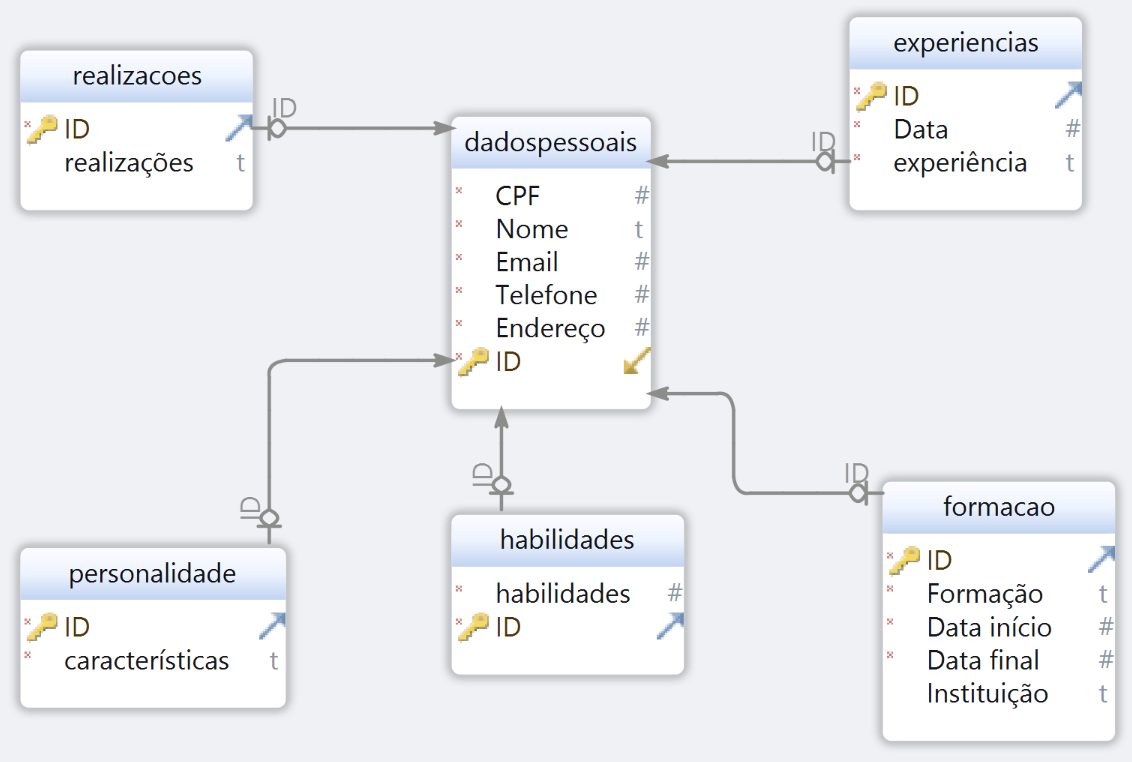 realizacoes
ID
realizações t
ID
experiencias
ID
Data #
experiência t
ID
dadospessoais
CPF #
Nome t
Email #
Telefone #
Endereço #
ID
ID
personalidade
ID
características t
ID
habilidades
habilidades #
ID
ID
formacao
ID
Formação t
Data início #
Data final #
Instituição t